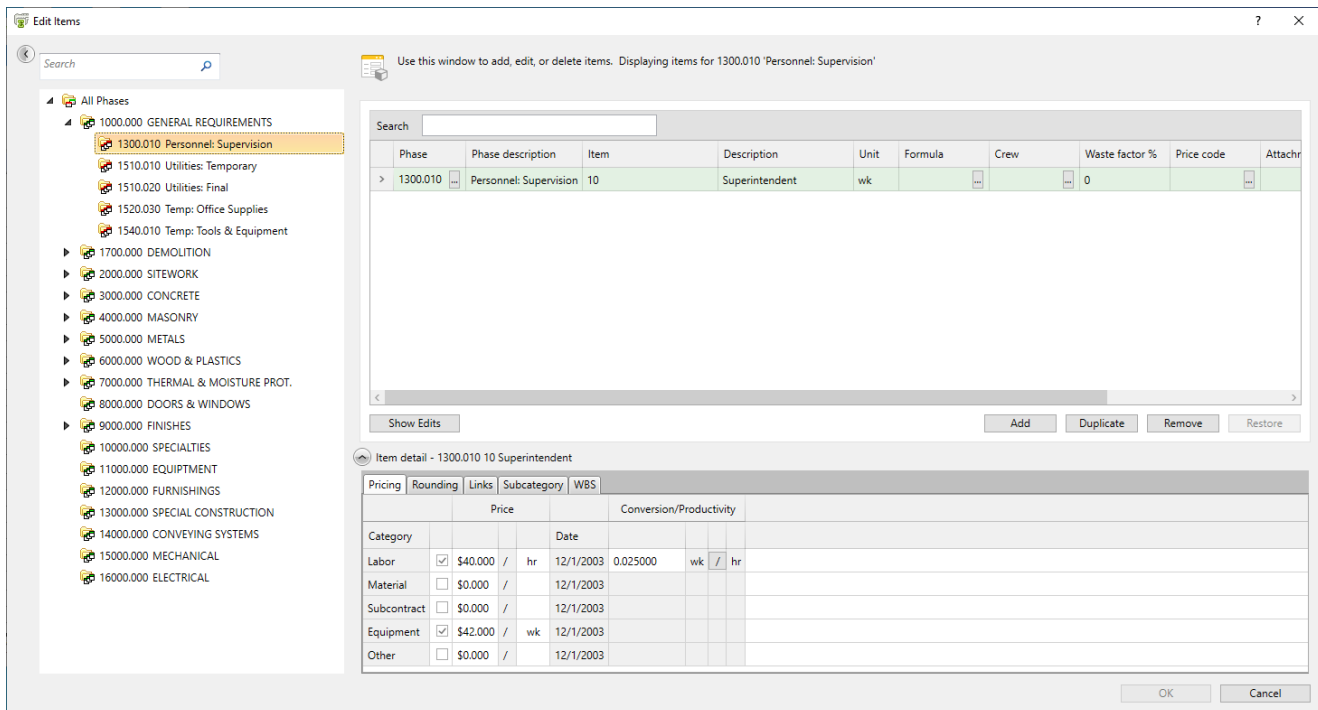 Edit Items
? ×
Search
Use this window to add, edit, or delete items. Displaying items for 1300.010 'Personnel: Supervision'
All Phases
1000.000 GENERAL REQUIREMENTS
1300.010 Personnel: Supervision
1510.010 Utilities: Temporary
1510.020 Utilities: Final
1520.030 Temp: Office Supplies
1540.010 Temp: Tools & Equipment
1700.000 DEMOLITION
2000.000 SITEWORK
3000.000 CONCRETE
4000.000 MASONRY
5000.000 METALS
6000.000 WOOD & PLASTICS
7000.000 THERMAL & MOISTURE PROT.
8000.000 DOORS & WINDOWS
9000.000 FINISHES
10000.000 SPECIALTIES
11000.000 EQUIPTMENT
12000.000 FURNISHINGS
13000.000 SPECIAL CONSTRUCTION
14000.000 CONVEYING SYSTEMS
15000.000 MECHANICAL
16000.000 ELECTRICAL
Search
Phase Phase description Item Description Unit Formula Crew Waste factor % Price code Attachr
> 1300.010 ... Personnel: Supervision 10 Superintendent wk ... ... 0 ...
Show Edits Add Duplicate Remove Restore
Item detail - 1300.010 10 Superintendent
Pricing Rounding Links Subcategory WBS
Price Conversion/Productivity
Category Date
Labor $40.000 / hr 12/1/2003 0.025000 wk / hr
Material $0.000 / 12/1/2003
Subcontract $0.000 / 12/1/2003
Equipment $42.000 / wk 12/1/2003
Other $0.000 / 12/1/2003
OK Cancel